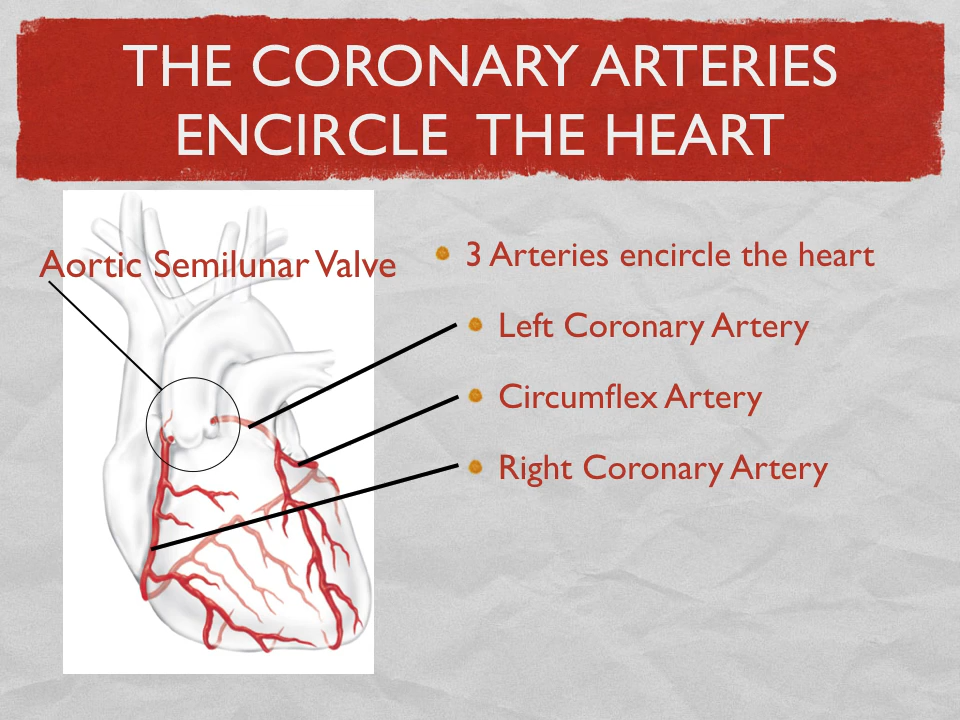 THE CORONARY ARTERIES
ENCIRCLE THE HEART
Aortic Semilunar Valve
3 Arteries encircle the heart
Left Coronary Artery
Circumflex Artery
Right Coronary Artery